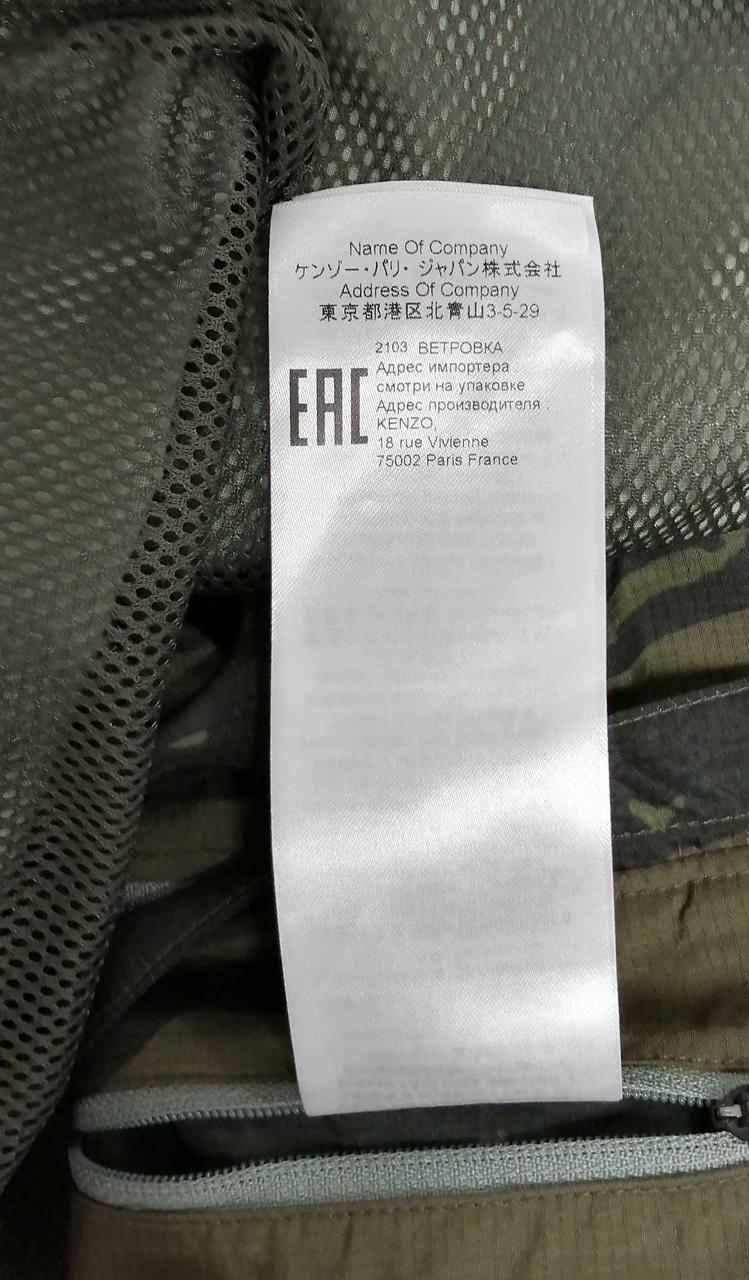 Name Of Company
ケンゾー・パリ・ ジャパン株式会社
Address Of Company
東京都港区北青山3-5-29
2103 ВЕТРОВКА
Адрес импортера
смотри на упаковке
Адрес производителя :
KENZO,
18 rue Vivienne
75002 Paris France
EAC